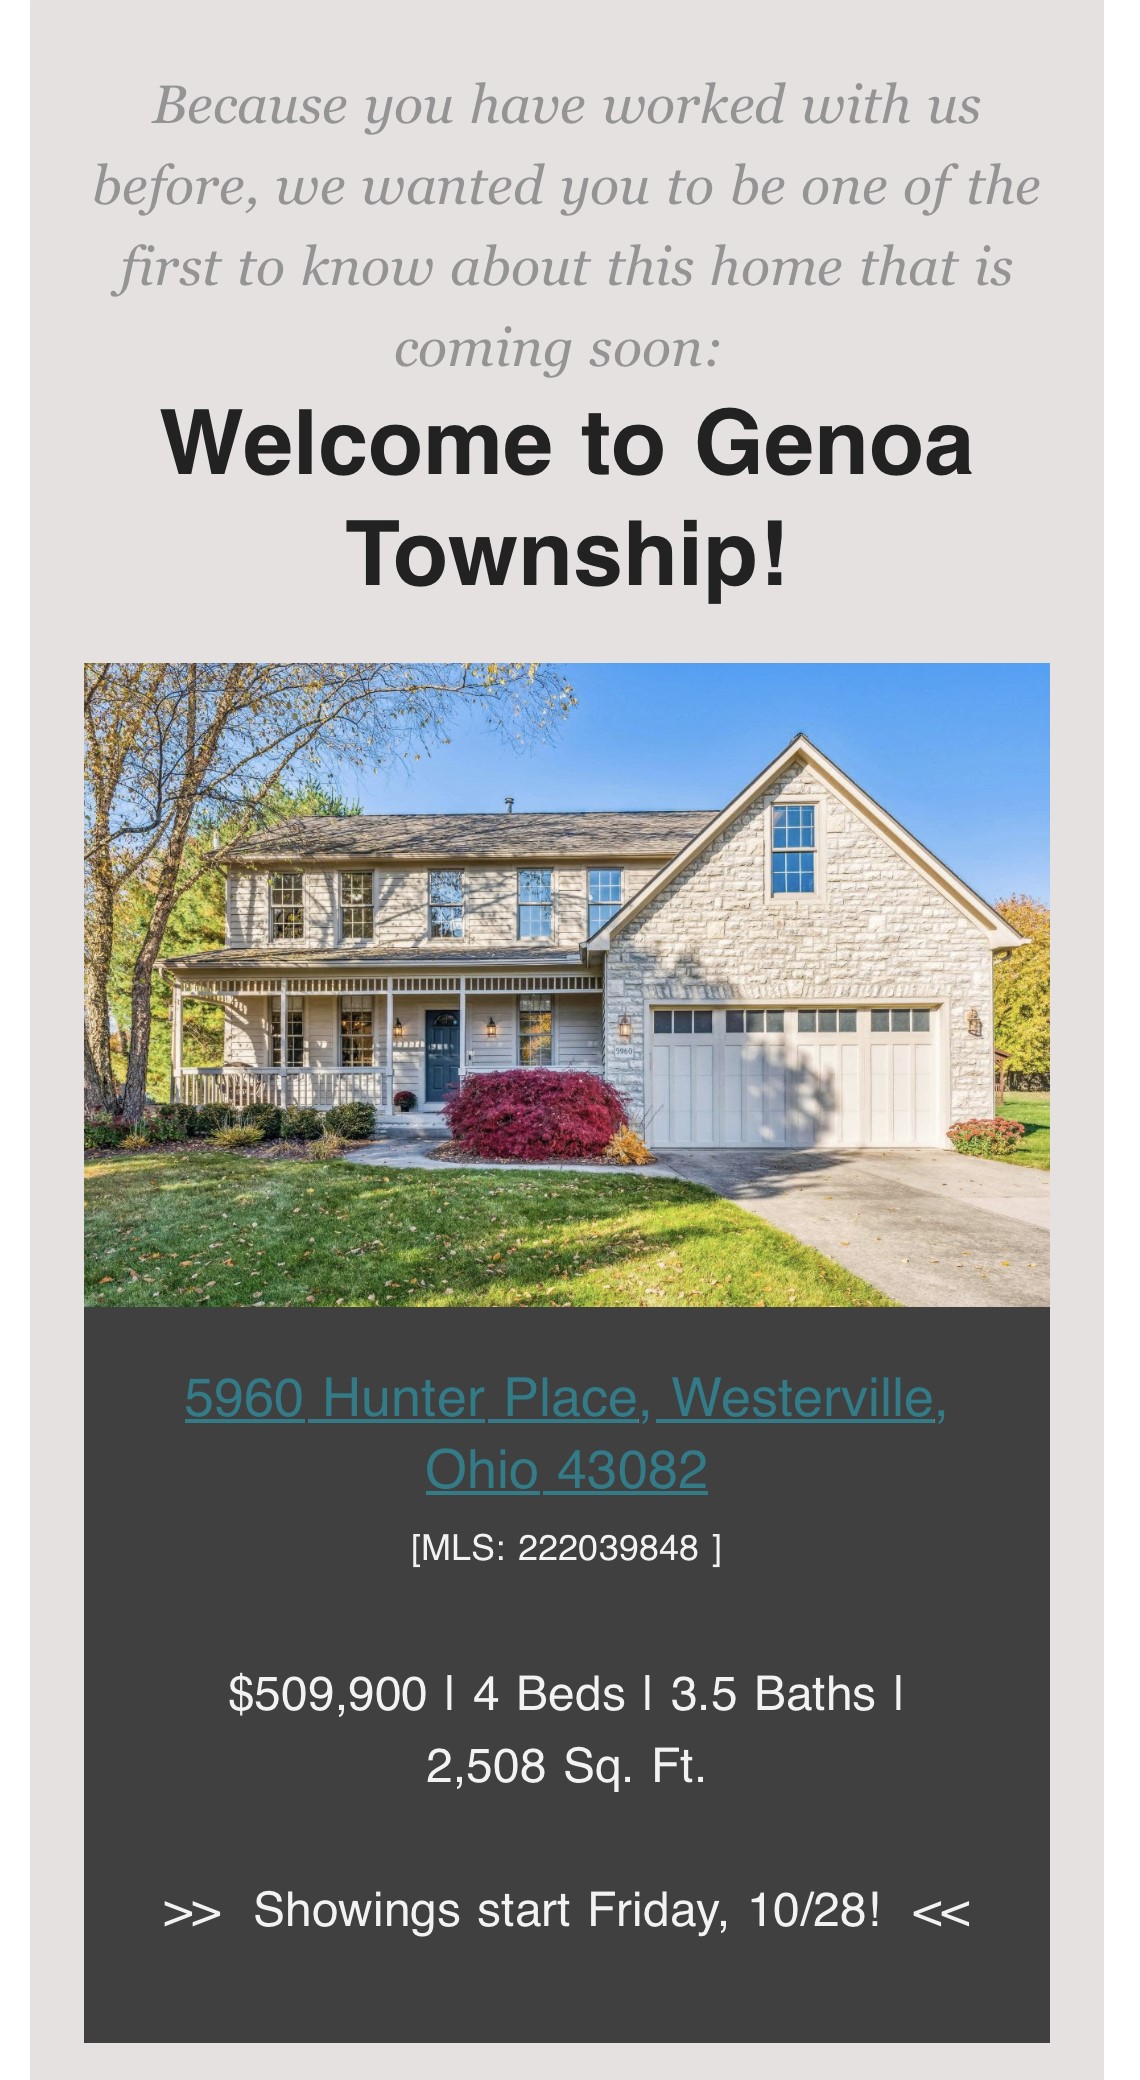 Because you have worked with us
before, we wanted you to be one of the
first to know about this home that is
coming soon:
Welcome to Genoa
Township!
5960
5960 Hunter Place, Westerville,
Ohio 43082
[MLS: 222039848 ]
$509,900 | 4 Beds | 3.5 Baths |
2,508 Sq. Ft.
>> Showings start Friday, 10/28! <<